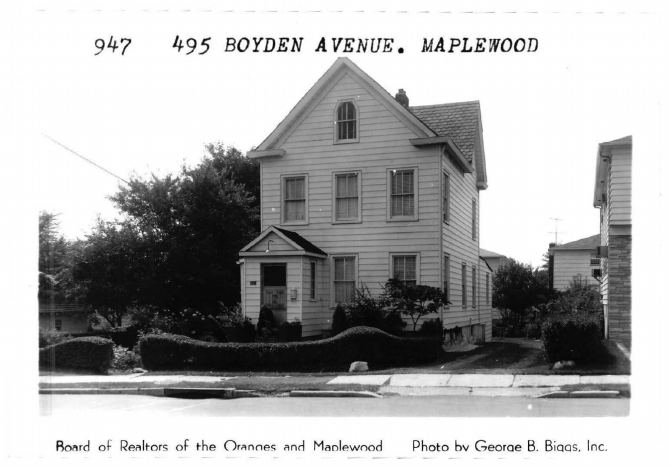 947 495 BOYDEN AVENUE. MAPLEWOOD
Board of Realtors of the Oranges and Maplewood Photo by George B. Biggs, Inc.